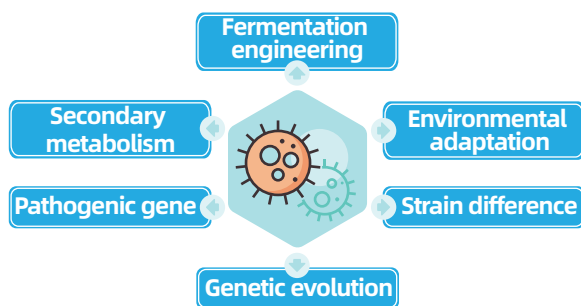 Fermentation
engineering
Secondary
metabolism
Environmental
adaptation
Pathogenic gene
Strain difference
Genetic evolution